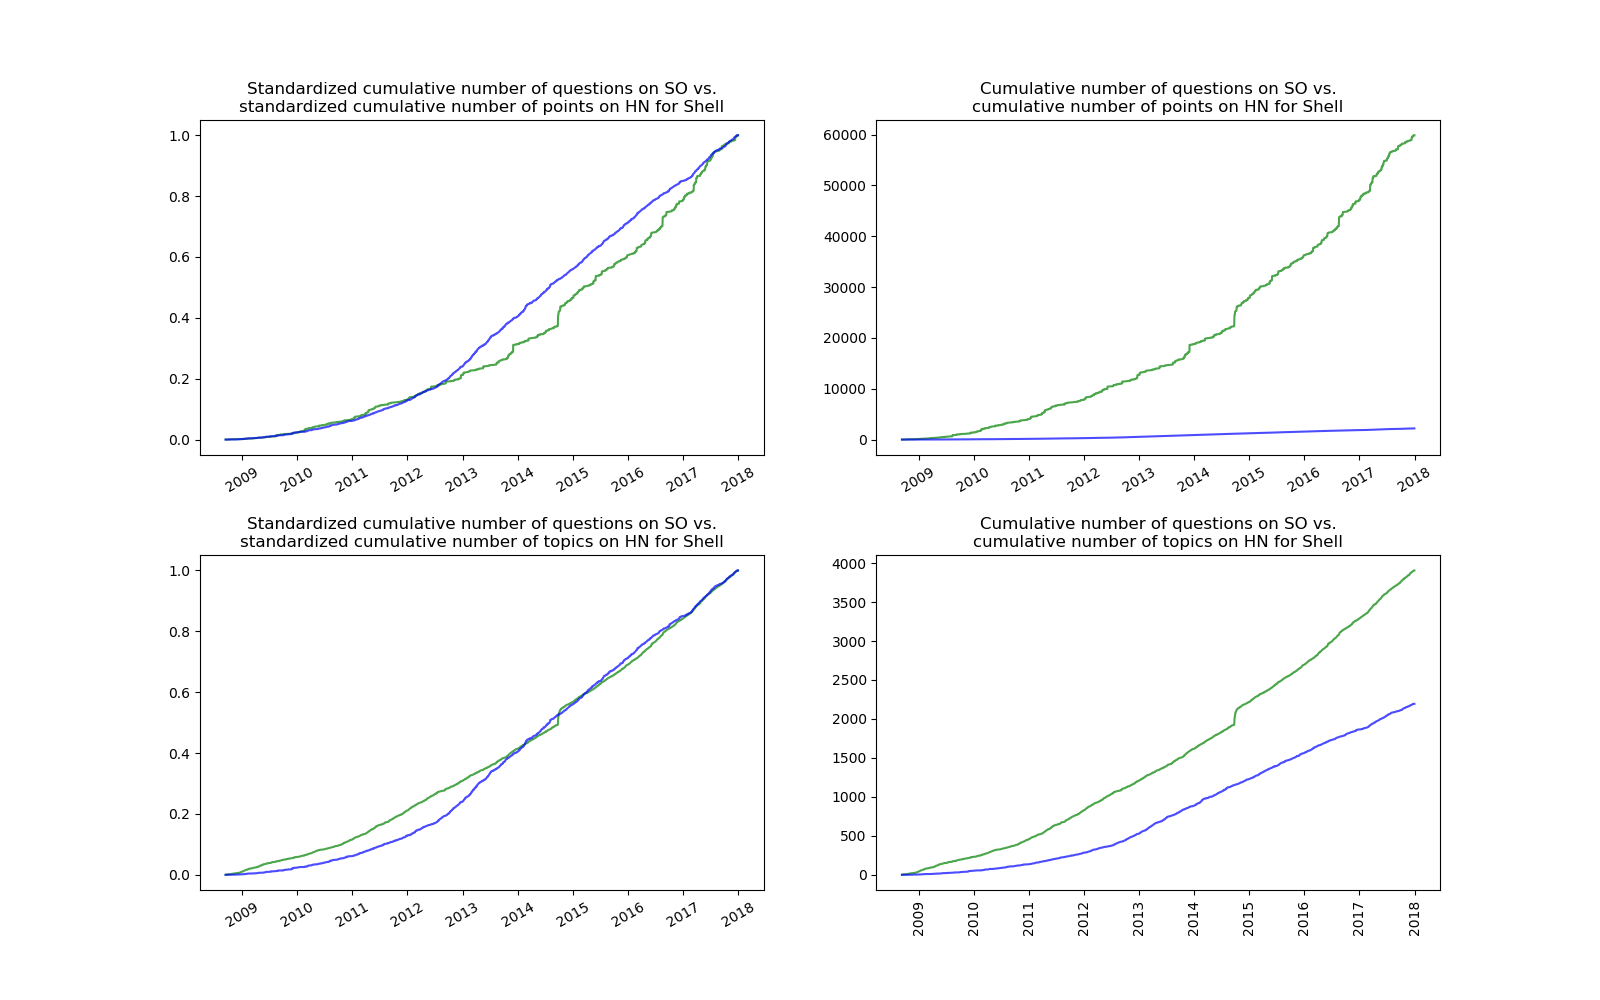 Standardized cumulative number of questions on SO vs.
standardized cumulative number of points on HN for Shell
1.0
0.8
0.6
0.4
0.2
0.0
2009 2010 2011 2012 2013 2014 2015 2016 2017 2018
Cumulative number of questions on SO vs.
cumulative number of points on HN for Shell
60000
50000
40000
30000
20000
10000
0
2009 2010 2011 2012 2013 2014 2015 2016 2017 2018
Standardized cumulative number of questions on SO vs.
standardized cumulative number of topics on HN for Shell
1.0
0.8
0.6
0.4
0.2
0.0
2009 2010 2011 2012 2013 2014 2015 2016 2017 2018
Cumulative number of questions on SO vs.
cumulative number of topics on HN for Shell
4000
3500
3000
2500
2000
1500
1000
500
0
2009 2010 2011 2012 2013 2014 2015 2016 2017 2018